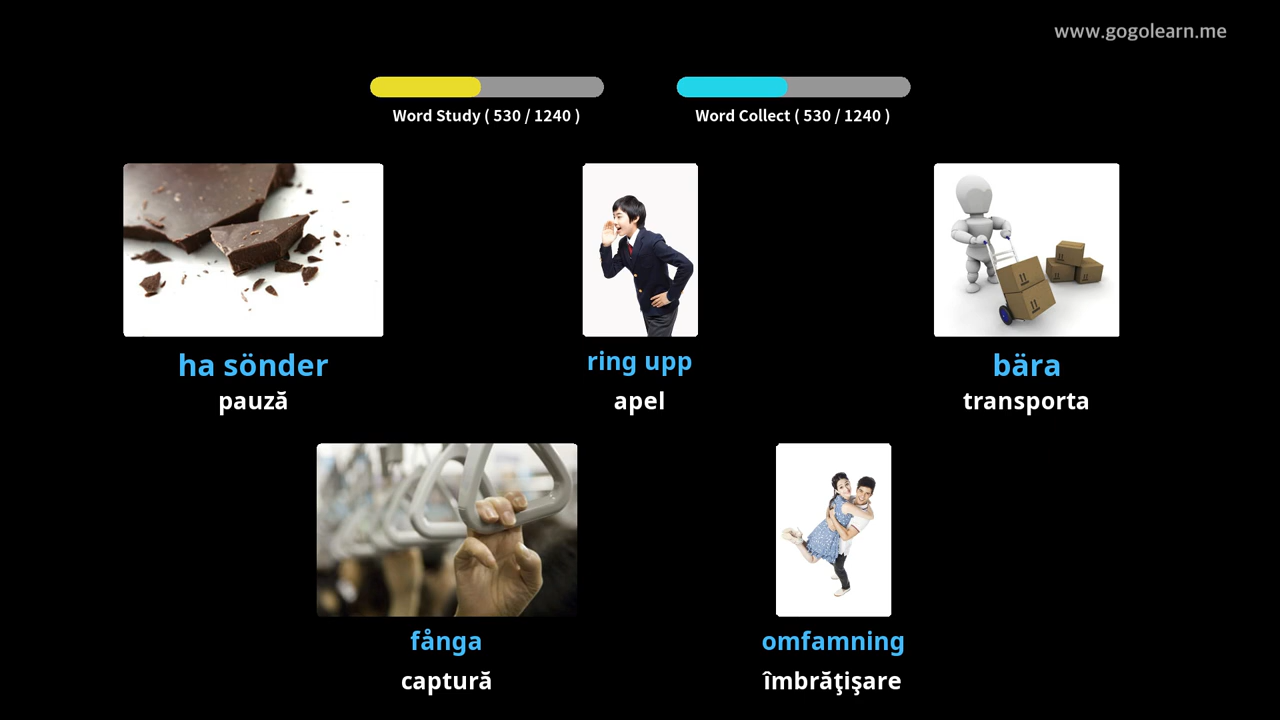 www.gogolearn.me
Word Study ( 530 / 1240 )
Word Collect ( 530 / 1240 )
ha sönder
pauză
ring upp
apel
bära
transporta
fånga
captură
omfamning
îmbrăţişare